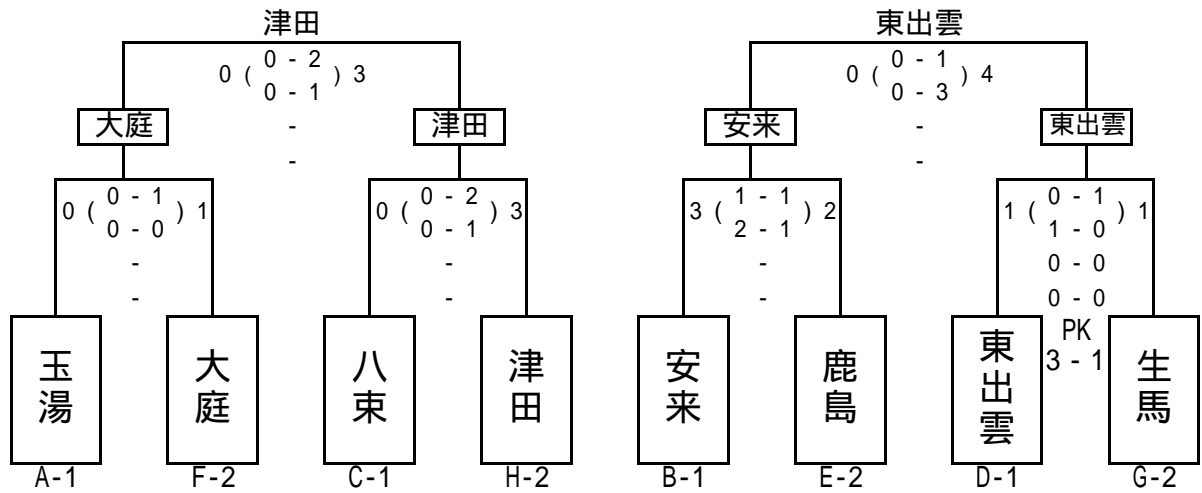 津田 東出雲
0 ( 0 - 2 ) 3 0 ( 0 - 1 ) 4
0 - 1 0 - 3
大庭 - 津田 安来 - 東出雲
- -
0 ( 0 - 1 ) 1 0 ( 0 - 2 ) 3 3 ( 1 - 1 ) 2 1 ( 0 - 1 ) 1
0 - 0 0 - 1 2 - 1 1 - 0
- - - 0 - 0
- - - 0 - 0
PK
3 - 1
玉湯 大庭 八束 津田 安来 鹿島 東出雲 生馬
A-1 F-2 C-1 H-2 B-1 E-2 D-1 G-2